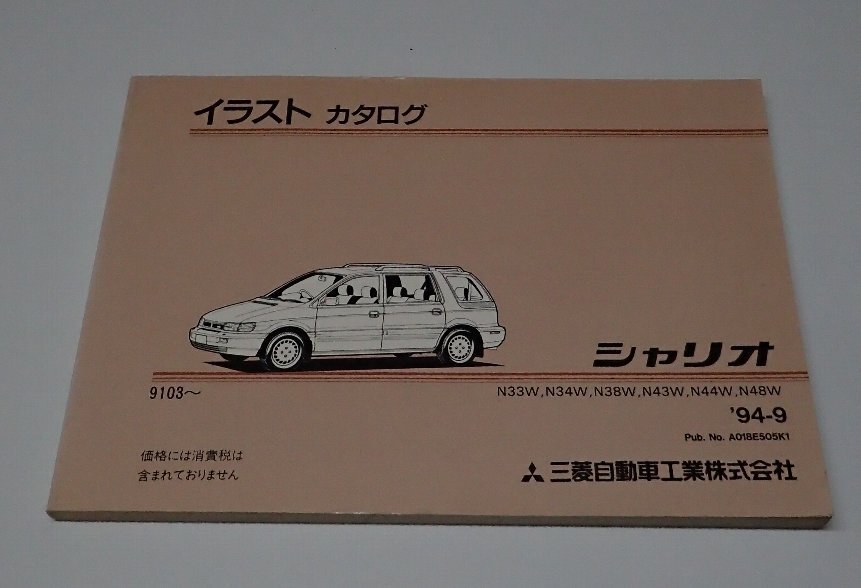 イラスト カタログ
シャリオ
9103～
N33W, N34W, N38W, N43W, N44W, N48W
'94-9
Pub. No. A018E505K1
価格には消費税は
含まれておりません
三菱自動車工業株式会社